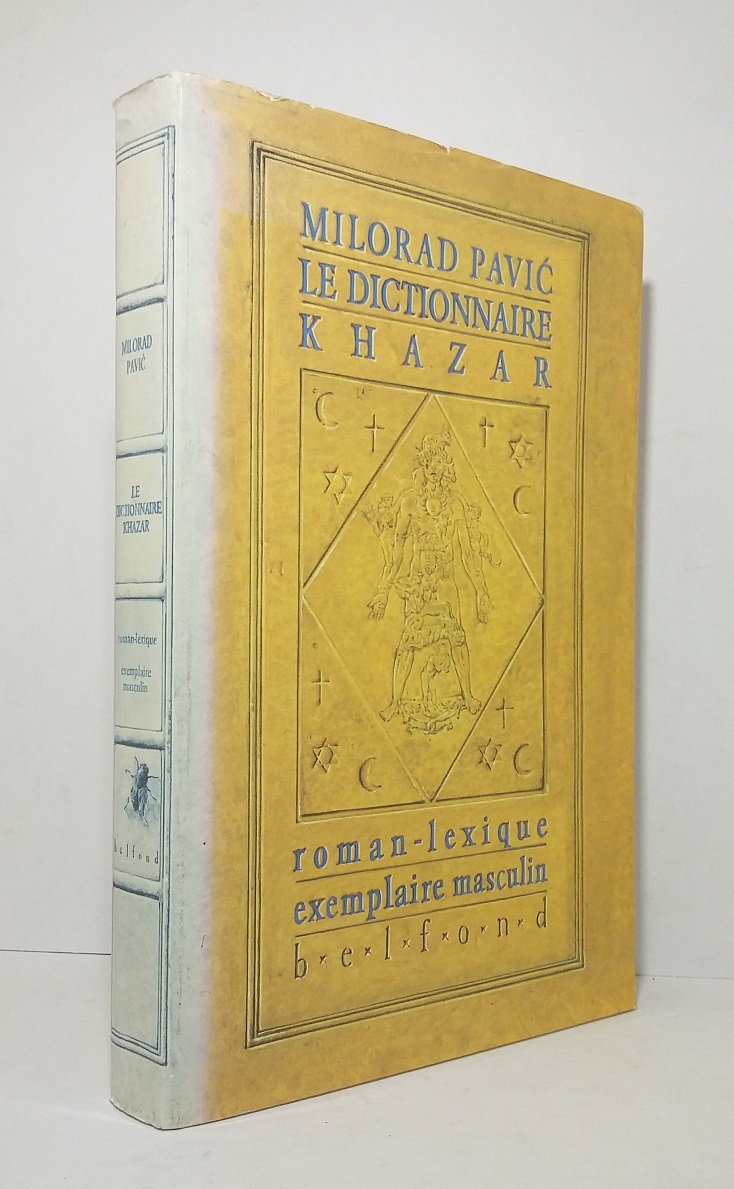 MILORAD PAVIĆ
LE DICTIONNAIRE
KHAZAR
roman-lexique
exemplaire masculin
b*e*l*f*o*n*d
MILORAD
PAVIĆ
LE
DICTIONNAIRE
KHAZAR
roman-lexique
exemplaire
masculin
belfond